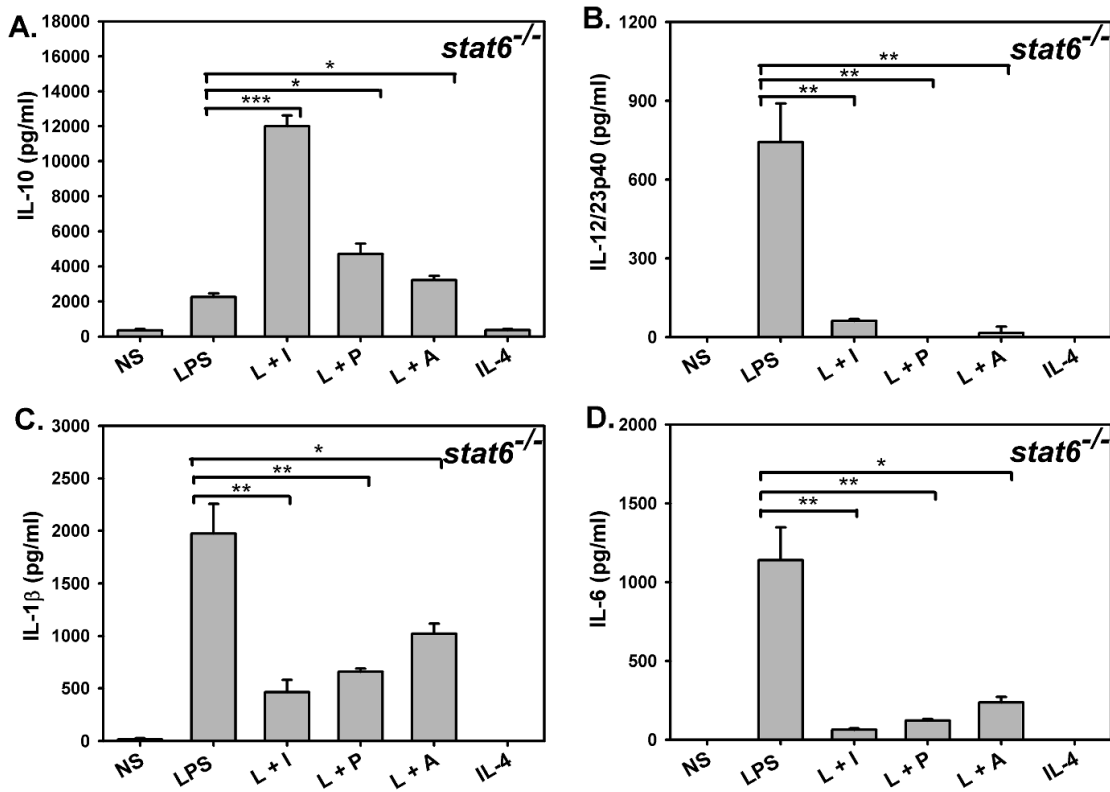 A.
stat6-/-
IL-10 (pg/ml)
18000
16000
14000
12000
10000
8000
6000
4000
2000
0
*
*
***
NS
LPS
L + I
L + P
L + A
IL-4
B.
stat6-/-
IL-12/23p40 (pg/ml)
1200
900
600
300
0
**
**
**
NS
LPS
L + I
L + P
L + A
IL-4
C.
stat6-/-
IL-1β (pg/ml)
3000
2500
2000
1500
1000
500
0
*
**
**
NS
LPS
L + I
L + P
L + A
IL-4
D.
stat6-/-
IL-6 (pg/ml)
2000
1500
1000
500
0
*
**
**
NS
LPS
L + I
L + P
L + A
IL-4